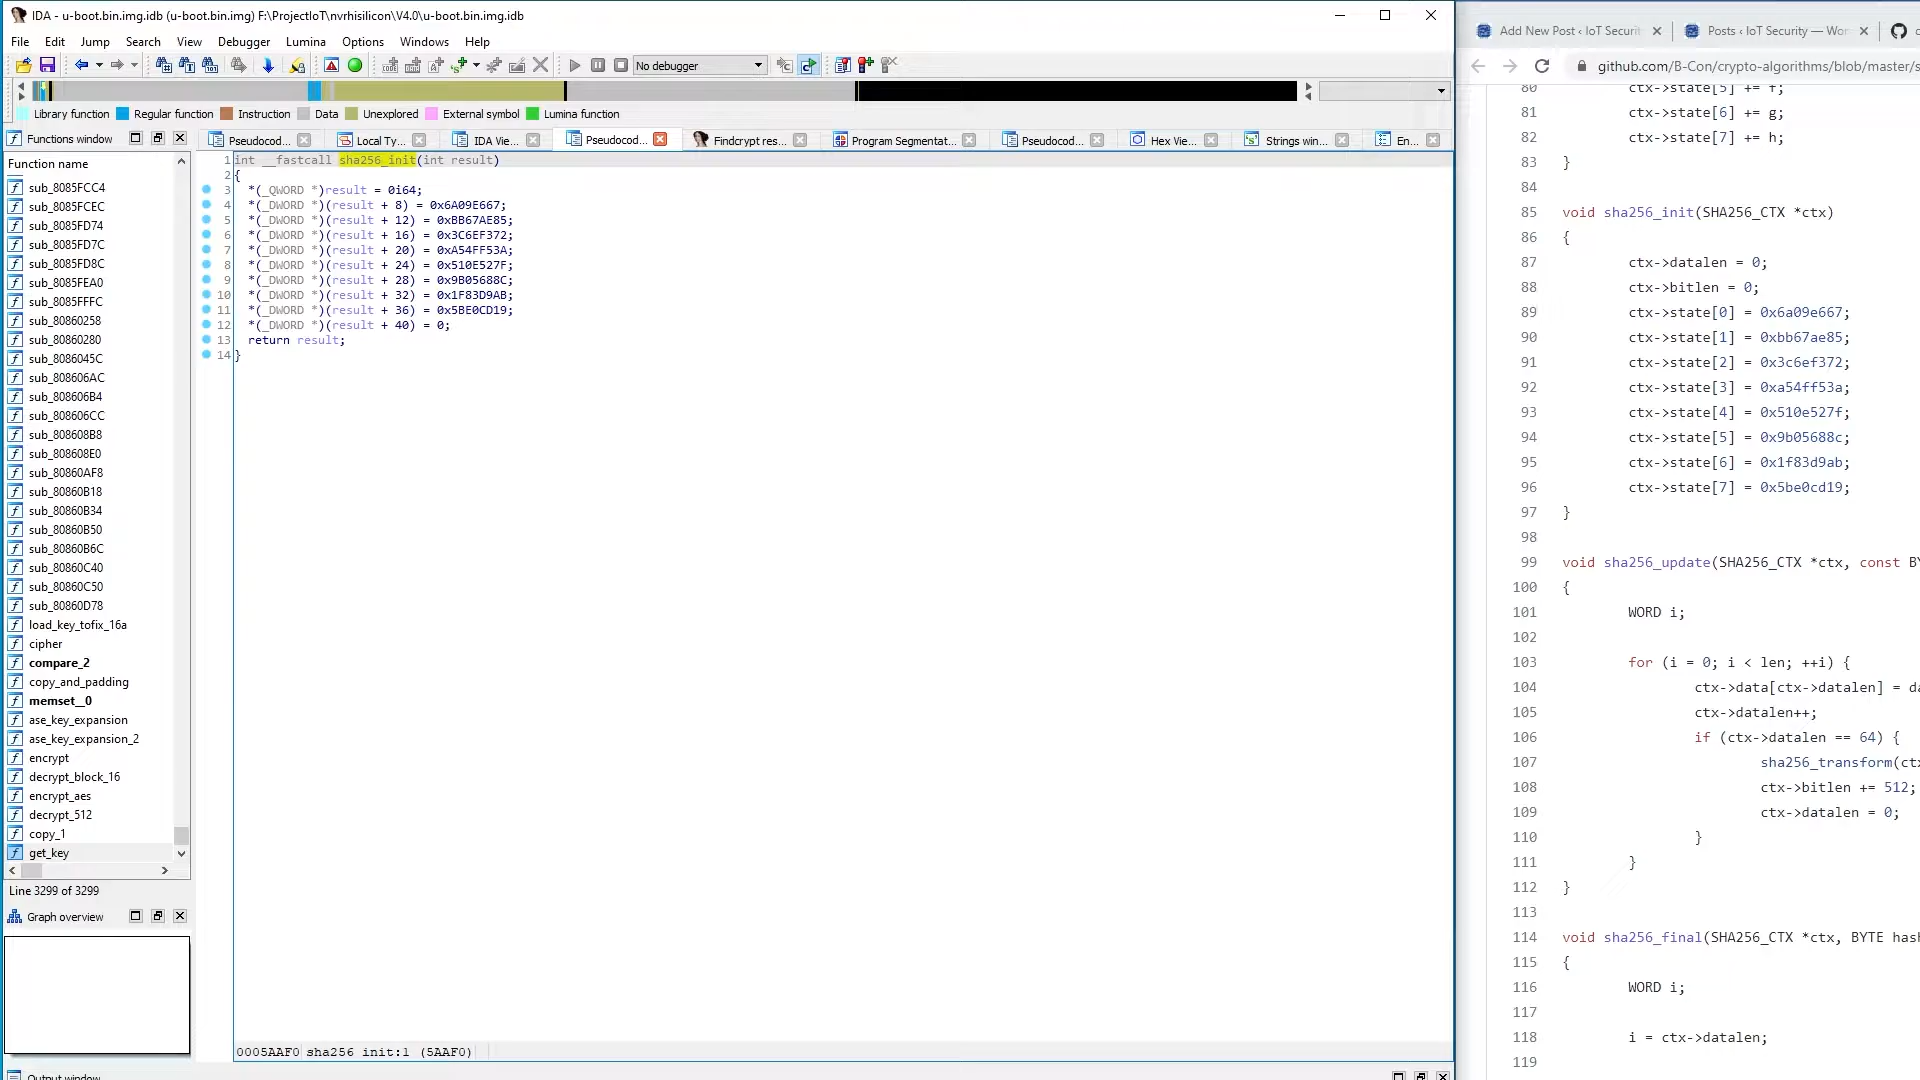 IDA - u-boot.bin.img.idb (u-boot.bin.img) F:\ProjectIoT\nvrhisilicon\V4.0\u-boot.bin.img.idb
File Edit Jump Search View Debugger Lumina Options Windows Help
No debugger
Library function Regular function Instruction Data Unexplored External symbol Lumina function
Functions window
Pseudocod... Local Ty... IDA Vie... Pseudocod... Findcrypt res... Program Segmentat... Pseudocod... Hex Vie... Strings win... En...
Function name
sub_8085FCC4
sub_8085FCEC
sub_8085FD74
sub_8085FD7C
sub_8085FD8C
sub_8085FEA0
sub_8085FFFC
sub_80860258
sub_80860280
sub_8086045C
sub_808606AC
sub_808606B4
sub_808606CC
sub_808608B8
sub_808608E0
sub_80860AF8
sub_80860B18
sub_80860B34
sub_80860B50
sub_80860B6C
sub_80860C40
sub_80860C50
sub_80860D78
load_key_tofix_16a
cipher
compare_2
copy_and_padding
memset__0
ase_key_expansion
ase_key_expansion_2
encrypt
decrypt_block_16
encrypt_aes
decrypt_512
copy_1
get_key
Line 3299 of 3299
Graph overview
Output window
1 int __fastcall sha256_init(int result)
2 {
3 *(_QWORD *)result = 0i64;
4 *(_DWORD *)(result + 8) = 0x6A09E667;
5 *(_DWORD *)(result + 12) = 0xBB67AE85;
6 *(_DWORD *)(result + 16) = 0x3C6EF372;
7 *(_DWORD *)(result + 20) = 0xA54FF53A;
8 *(_DWORD *)(result + 24) = 0x510E527F;
9 *(_DWORD *)(result + 28) = 0x9B05688C;
10 *(_DWORD *)(result + 32) = 0x1F83D9AB;
11 *(_DWORD *)(result + 36) = 0x5BE0CD19;
12 *(_DWORD *)(result + 40) = 0;
13 return result;
14 }
0005AAF0 sha256 init:1 (5AAF0)
Add New Post ‹ IoT Securit Posts ‹ IoT Security — Wor
github.com/B-Con/crypto-algorithms/blob/master/s
80 ctx->state[5] += f;
81 ctx->state[6] += g;
82 ctx->state[7] += h;
83 }
84
85 void sha256_init(SHA256_CTX *ctx)
86 {
87 ctx->datalen = 0;
88 ctx->bitlen = 0;
89 ctx->state[0] = 0x6a09e667;
90 ctx->state[1] = 0xbb67ae85;
91 ctx->state[2] = 0x3c6ef372;
92 ctx->state[3] = 0xa54ff53a;
93 ctx->state[4] = 0x510e527f;
94 ctx->state[5] = 0x9b05688c;
95 ctx->state[6] = 0x1f83d9ab;
96 ctx->state[7] = 0x5be0cd19;
97 }
98
99 void sha256_update(SHA256_CTX *ctx, const BY
100 {
101 WORD i;
102
103 for (i = 0; i < len; ++i) {
104 ctx->data[ctx->datalen] = da
105 ctx->datalen++;
106 if (ctx->datalen == 64) {
107 sha256_transform(ctx
108 ctx->bitlen += 512;
109 ctx->datalen = 0;
110 }
111 }
112 }
113
114 void sha256_final(SHA256_CTX *ctx, BYTE hash
115 {
116 WORD i;
117
118 i = ctx->datalen;
119